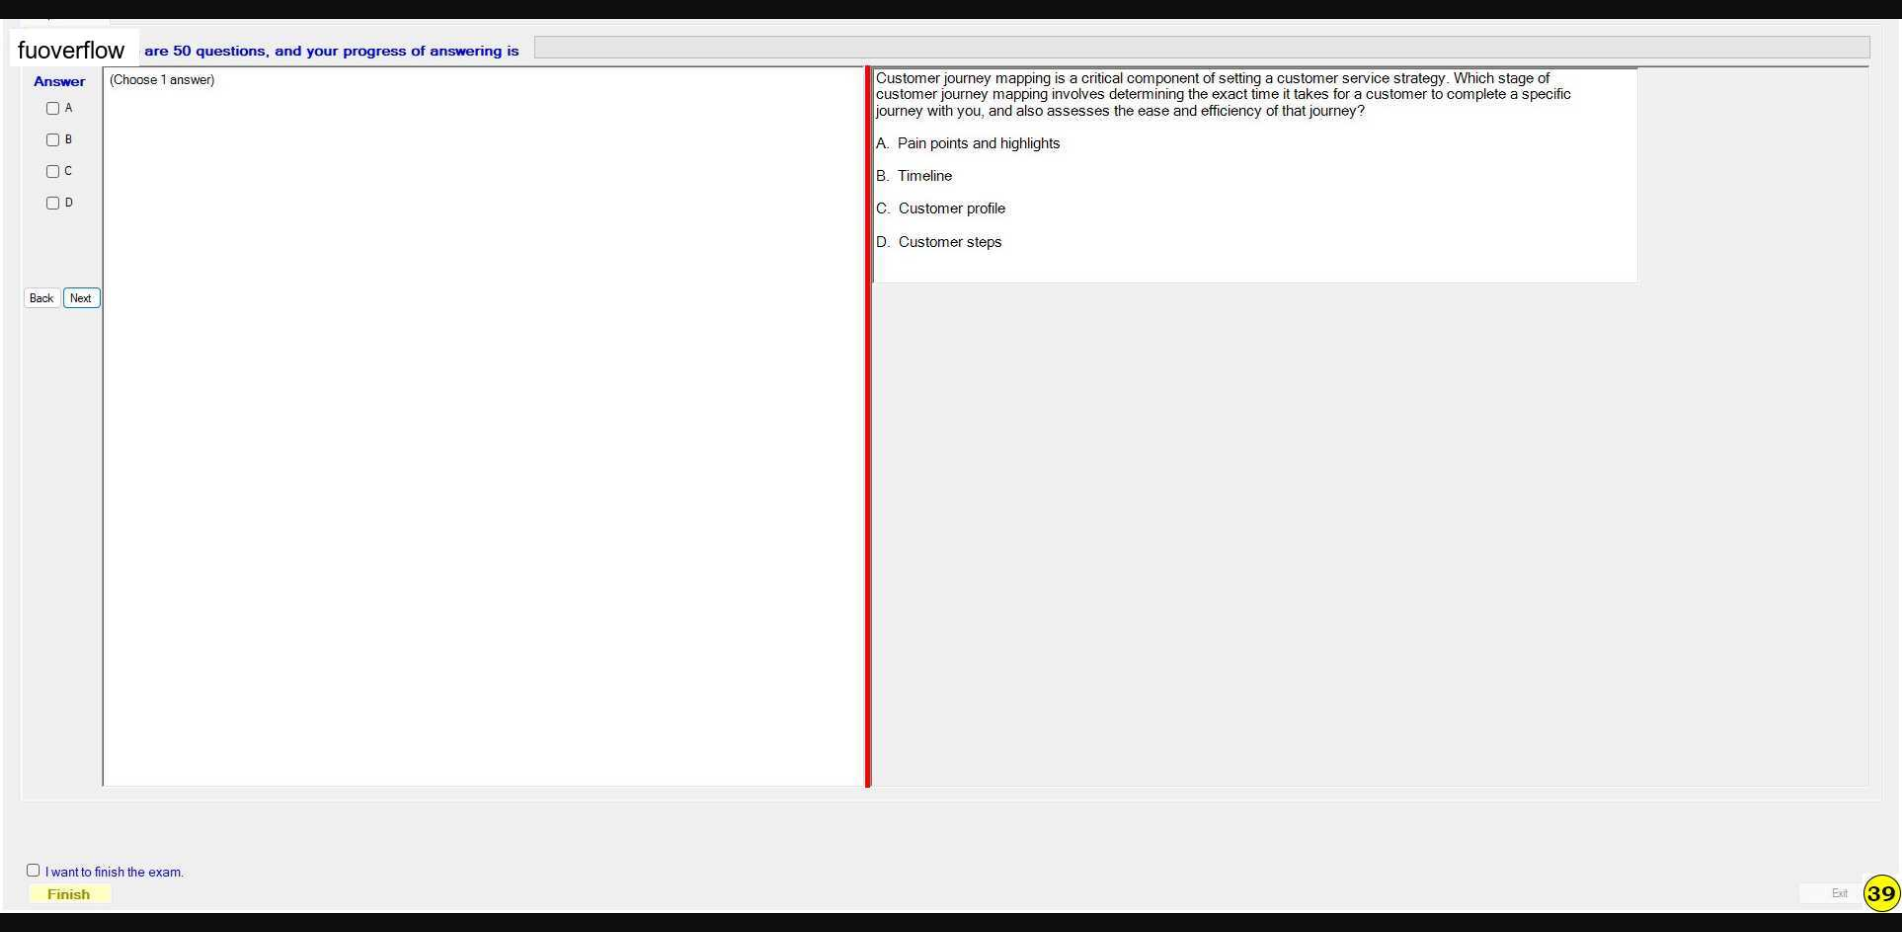 fuoverflow are 50 questions, and your progress of answering is
Answer
(Choose 1 answer)
A
B
C
D
Back Next
Customer journey mapping is a critical component of setting a customer service strategy. Which stage of
customer journey mapping involves determining the exact time it takes for a customer to complete a specific
journey with you, and also assesses the ease and efficiency of that journey?
A. Pain points and highlights
B. Timeline
C. Customer profile
D. Customer steps
I want to finish the exam.
Finish
Exit
39